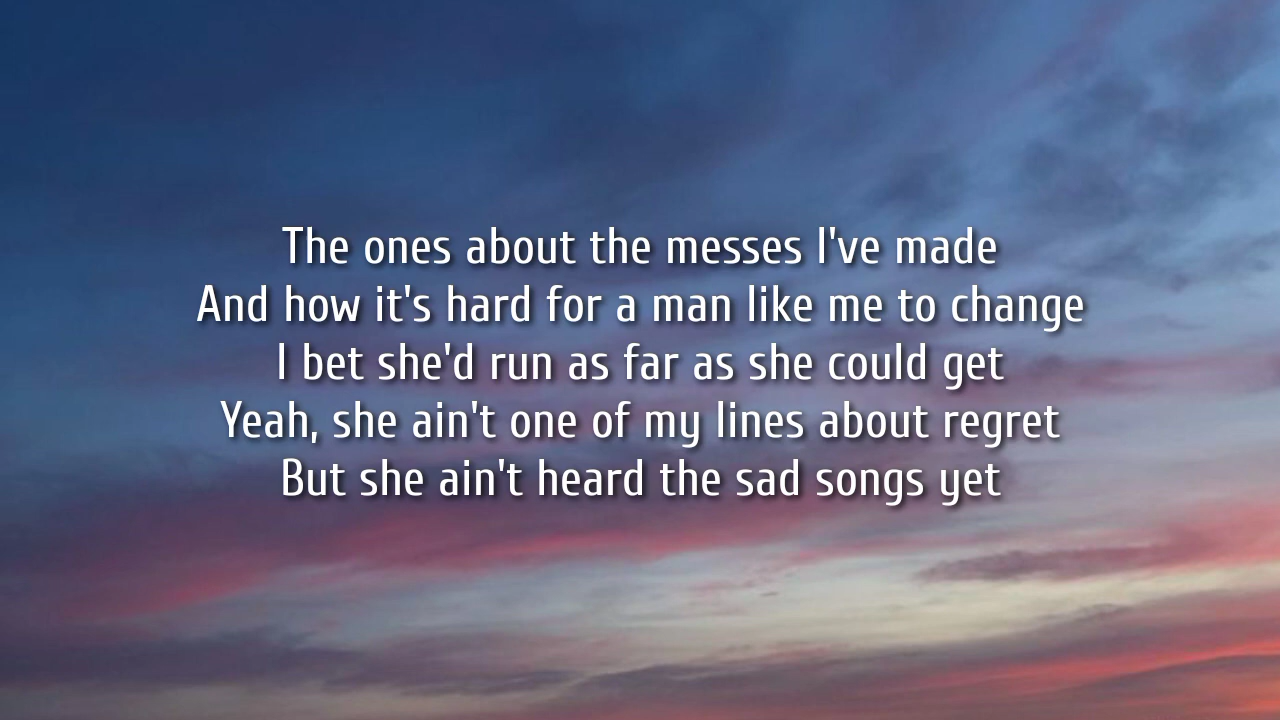 The ones about the messes I've made
And how it's hard for a man like me to change
I bet she'd run as far as she could get
Yeah, she ain't one of my lines about regret
But she ain't heard the sad songs yet